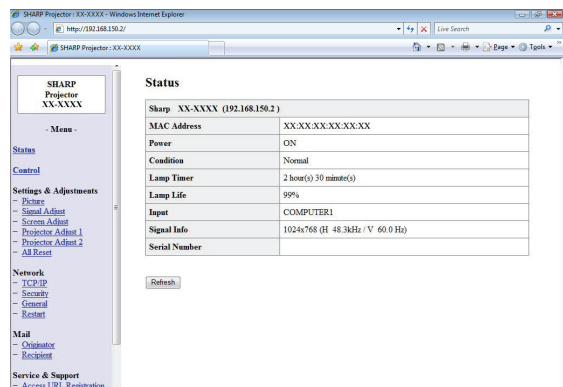 SHARP Projector : XX-XXXX - Windows Internet Explorer
http://192.168.150.2/
Live Search
SHARP Projector : XX-XXXX
Page
Tools
SHARP
Projector
XX-XXXX
- Menu -
Status
Control
Settings & Adjustments
- Picture
- Signal Adjust
- Screen Adjust
- Projector Adjust 1
- Projector Adjust 2
- All Reset
Network
- TCP/IP
- Security
- General
- Restart
Mail
- Originator
- Recipient
Service & Support
- Access URL Registration
Status
Sharp XX-XXXX (192.168.150.2 )
MAC Address XX:XX:XX:XX:XX:XX
Power ON
Condition Normal
Lamp Timer 2 hour(s) 30 minute(s)
Lamp Life 99%
Input COMPUTER1
Signal Info 1024x768 (H 48.3kHz / V 60.0 Hz)
Serial Number
Refresh